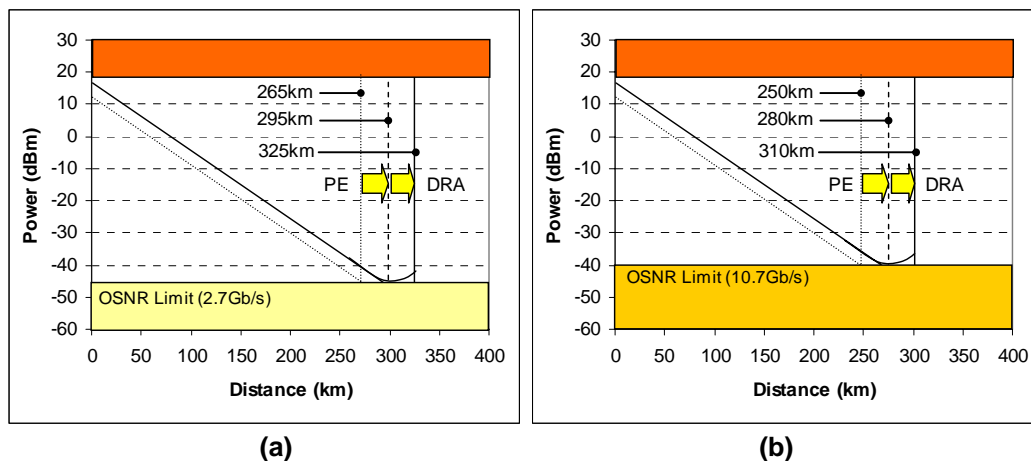 30
20
10
0
-10
-20
-30
-40
-50
-60
Power (dBm)
265km
295km
325km
PE
DRA
OSNR Limit (2.7Gb/s)
0 50 100 150 200 250 300 350 400
Distance (km)
(a)
30
20
10
0
-10
-20
-30
-40
-50
-60
Power (dBm)
250km
280km
310km
PE
DRA
OSNR Limit (10.7Gb/s)
0 50 100 150 200 250 300 350 400
Distance (km)
(b)